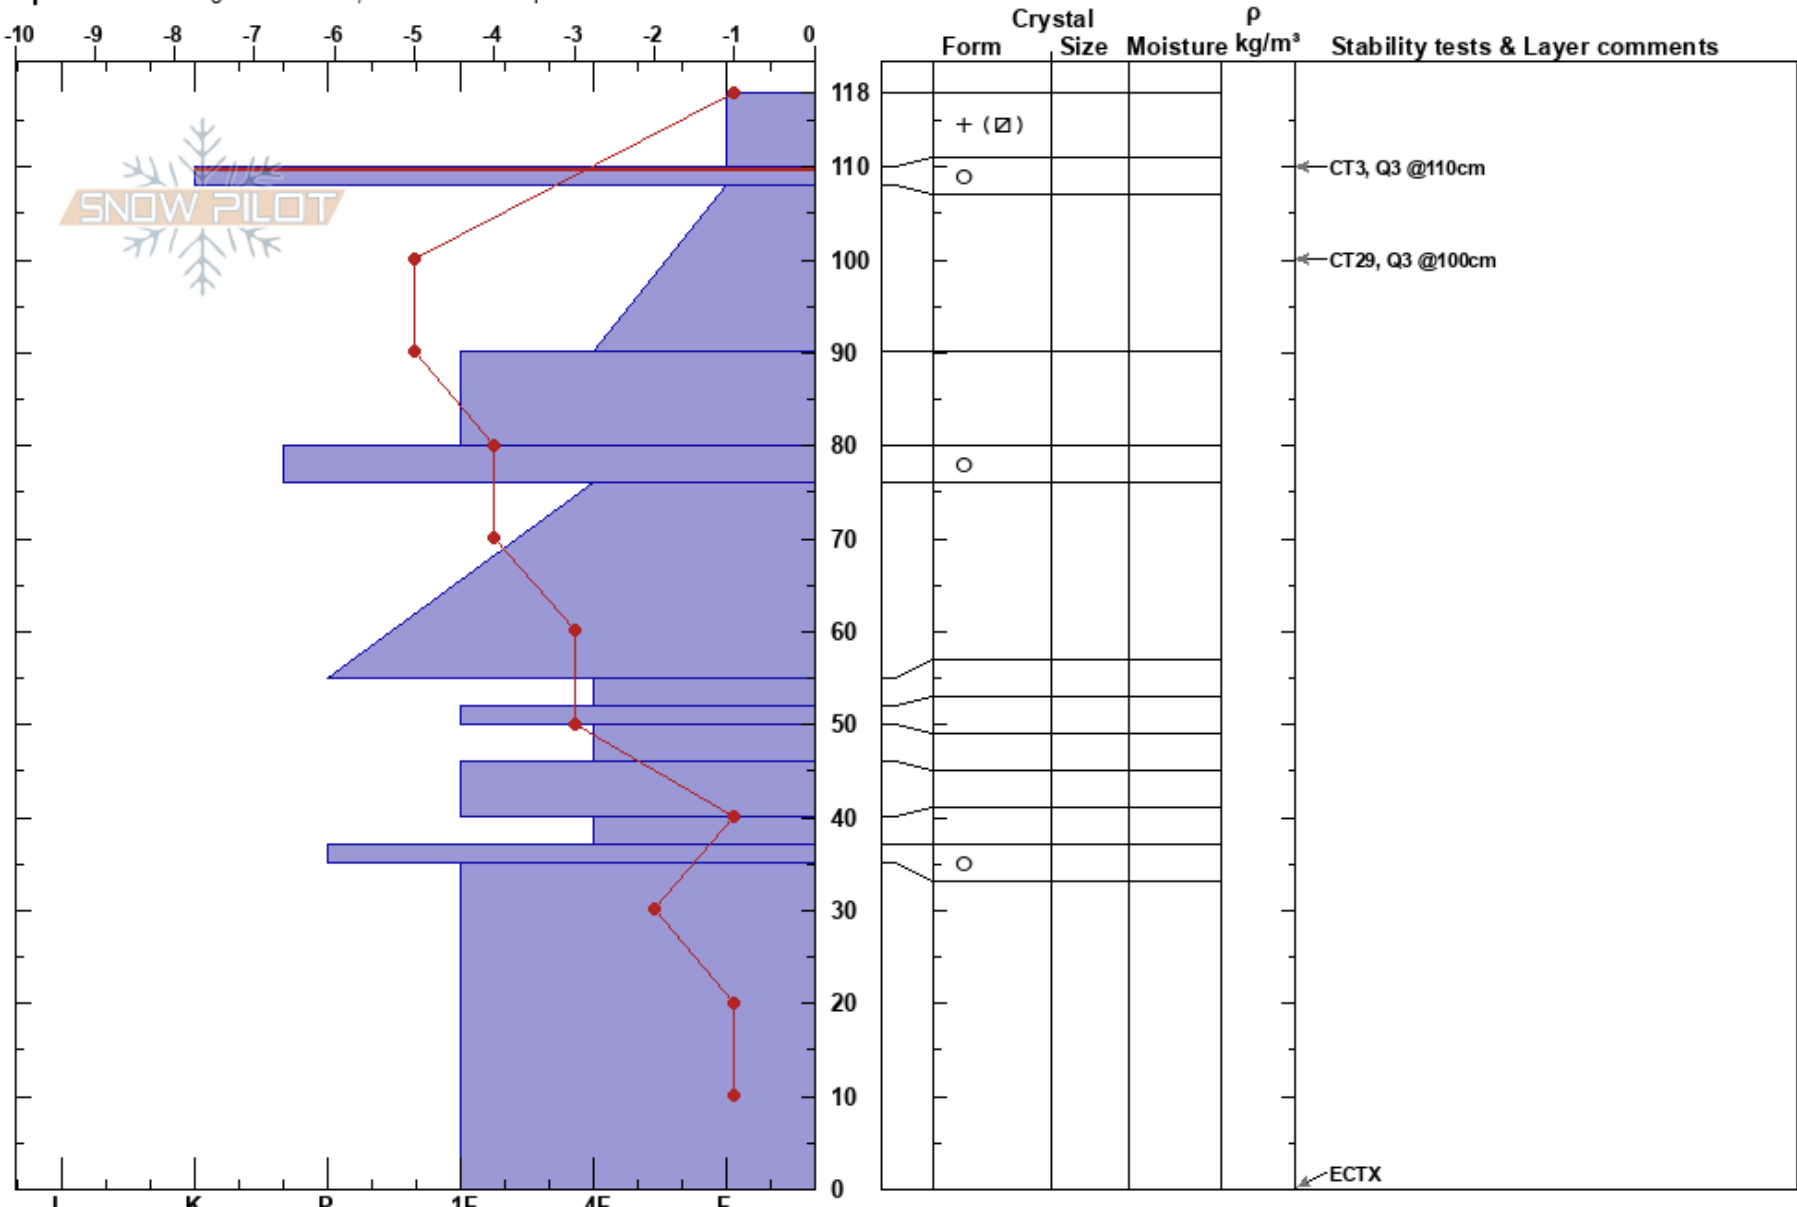 Crystal ρ
-10 -9 -8 -7 -6 -5 -4 -3 -2 -1 0 Form Size Moisture kg/m³ Stability tests & Layer comments
118
+ (⧄)
110 CT3, Q3 @110cm
○
SNOW PILOT
100 CT29, Q3 @100cm
90
80
○
70
60
50
40
○
30
20
10
ECTX
0
I K P 1F 4F F